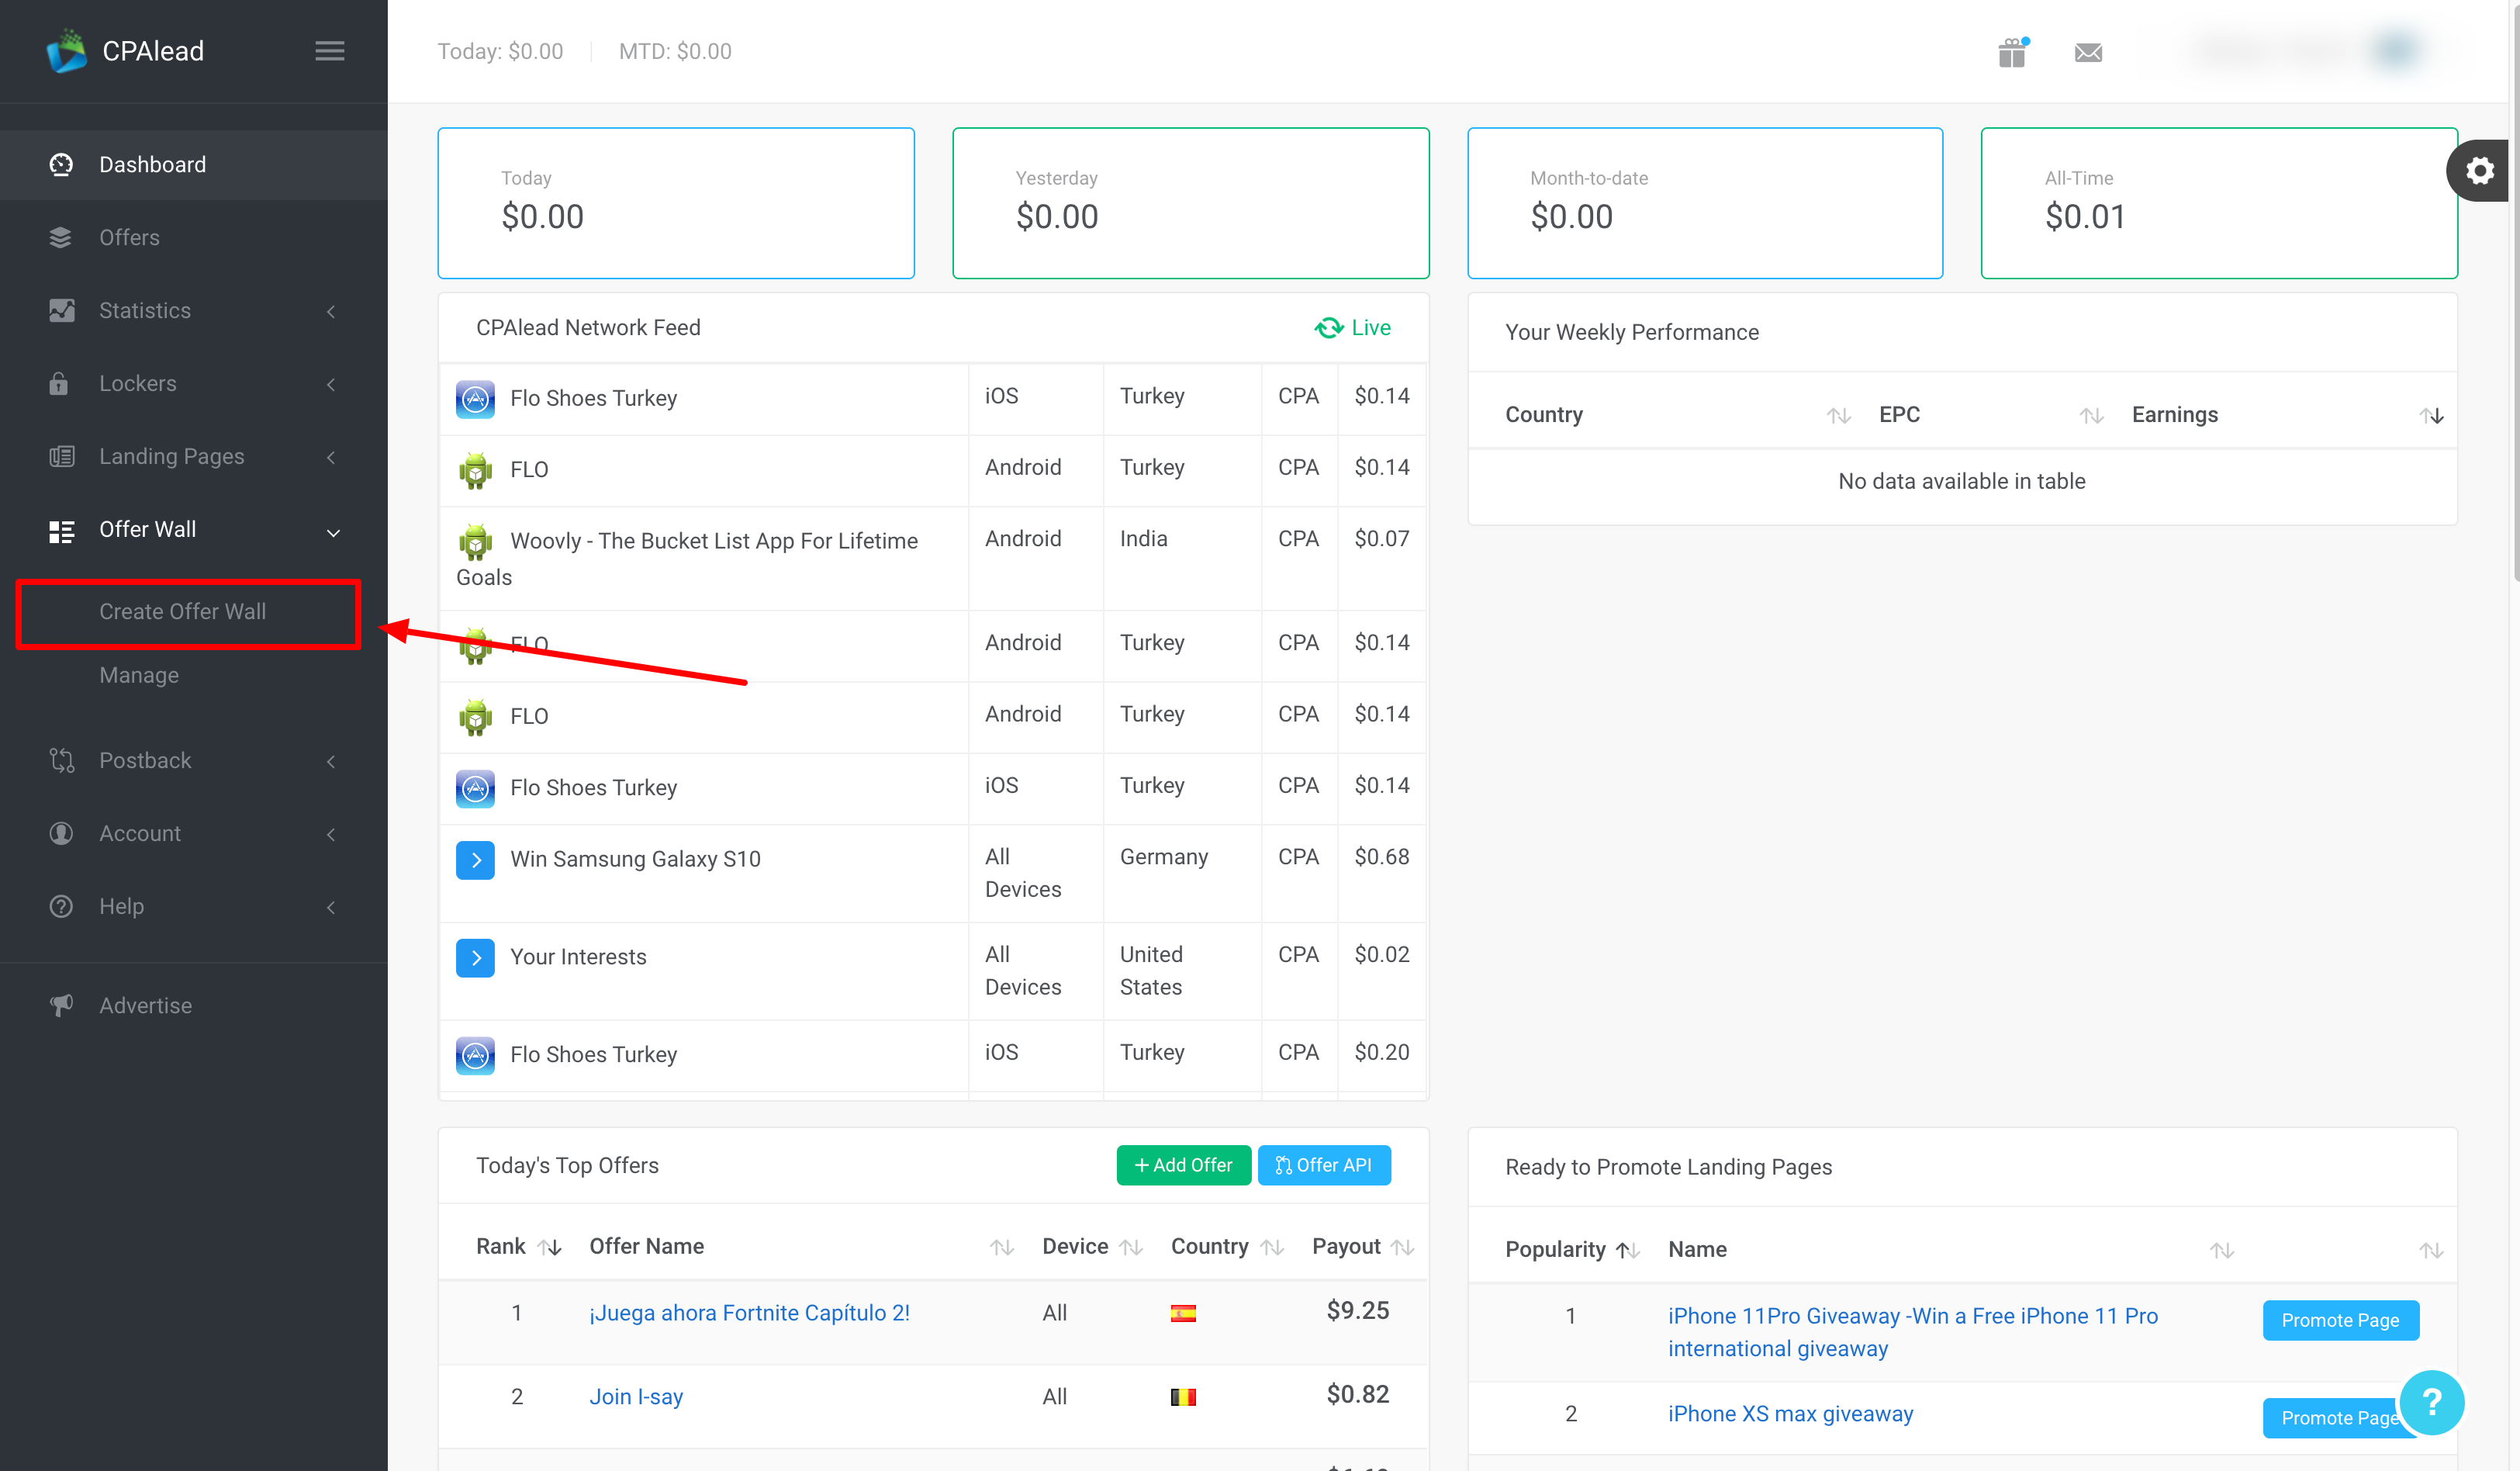 CPAlead
Today: $0.00
MTD: $0.00
Dashboard
Offers
Statistics
Lockers
Landing Pages
Offer Wall
Create Offer Wall
Manage
Postback
Account
Help
Advertise
Today
$0.00
Yesterday
$0.00
Month-to-date
$0.00
All-Time
$0.01
CPAlead Network Feed
Live
Flo Shoes Turkey iOS Turkey CPA $0.14
FLO Android Turkey CPA $0.14
Woovly - The Bucket List App For Lifetime Android India CPA $0.07
Goals
FLO Android Turkey CPA $0.14
FLO Android Turkey CPA $0.14
Flo Shoes Turkey iOS Turkey CPA $0.14
Win Samsung Galaxy S10 All Germany CPA $0.68
Devices
Your Interests All United CPA $0.02
Devices States
Flo Shoes Turkey iOS Turkey CPA $0.20
Your Weekly Performance
Country EPC Earnings
No data available in table
Today's Top Offers
+ Add Offer
Offer API
Rank Offer Name Device Country Payout
1 ¡Juega ahora Fortnite Capítulo 2! All $9.25
2 Join I-say All $0.82
Ready to Promote Landing Pages
Popularity Name
1 iPhone 11Pro Giveaway -Win a Free iPhone 11 Pro Promote Page
international giveaway
2 iPhone XS max giveaway Promote Page
?